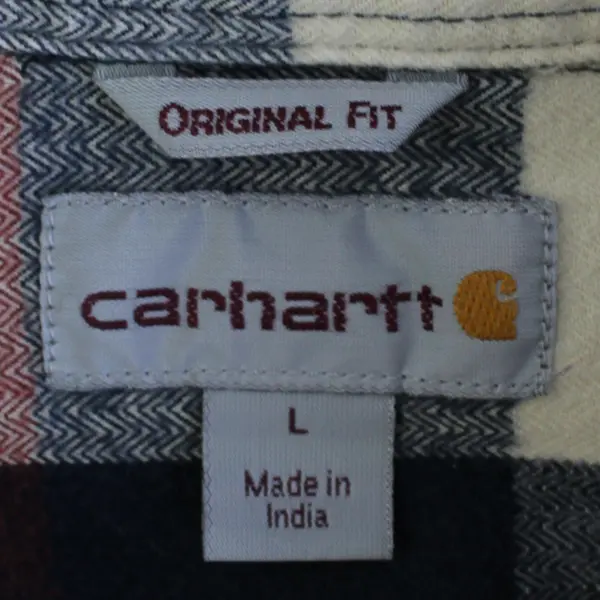 ORIGINAL FIT
carhartt
L
Made in
India